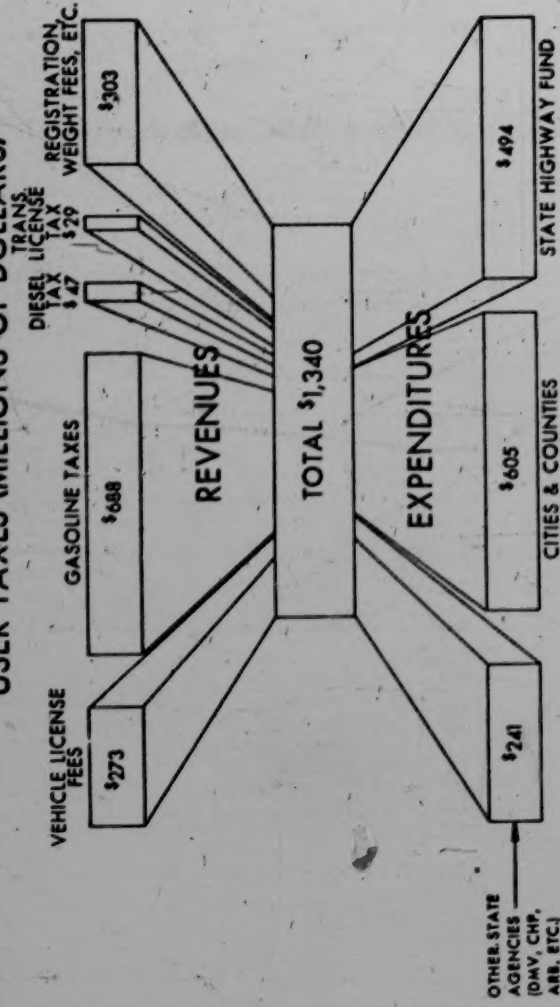 USER TAXES (MILLIONS OF DOLLARS)
VEHICLE LICENSE
FEES
$273
GASOLINE TAXES
$688
DIESEL
TAX
$47
TRANS.
LICENSE
TAX
$29
REGISTRATION,
WEIGHT FEES, ETC.
$303
REVENUES
TOTAL $1,340
EXPENDITURES
OTHER STATE
AGENCIES
(DMV, CHP,
ARB, ETC.)
$241
$605
CITIES & COUNTIES
$494
STATE HIGHWAY FUND